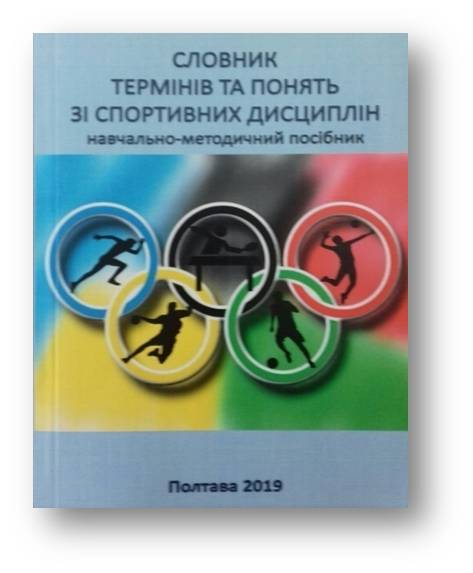 СЛОВНИК
ТЕРМІНІВ ТА ПОНЯТЬ
ЗІ СПОРТИВНИХ ДИСЦИПЛІН
навчально-методичний посібник
Полтава 2019